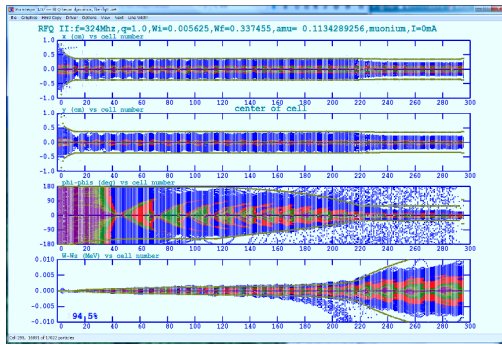 RFQ II:f=324Mhz,q=1.0,Wi=0.005625,Wf=0.337455,amu= 0.1134289256,muonium,I=0mA
x (cm) vs cell number
1.0
0.5
0.0
-0.5
-1.0
0 10 20 40 60 80 100 120 140 160 180 200 220 240 260 280 300
y (cm) vs cell number
center of cell
1.0
0.5
0.0
-0.5
-1.0
0 10 20 40 60 80 100 120 140 160 180 200 220 240 260 280 300
phi-phis (deg) vs cell number
180
90
0
-90
-180
0 10 20 40 60 80 100 120 140 160 180 200 220 240 260 280 300
W-Ws (MeV) vs cell number
0.010
0.005
0.000
-0.005
-0.010
94.5%
0 20 40 60 80 100 120 140 160 180 200 220 240 260 280 300